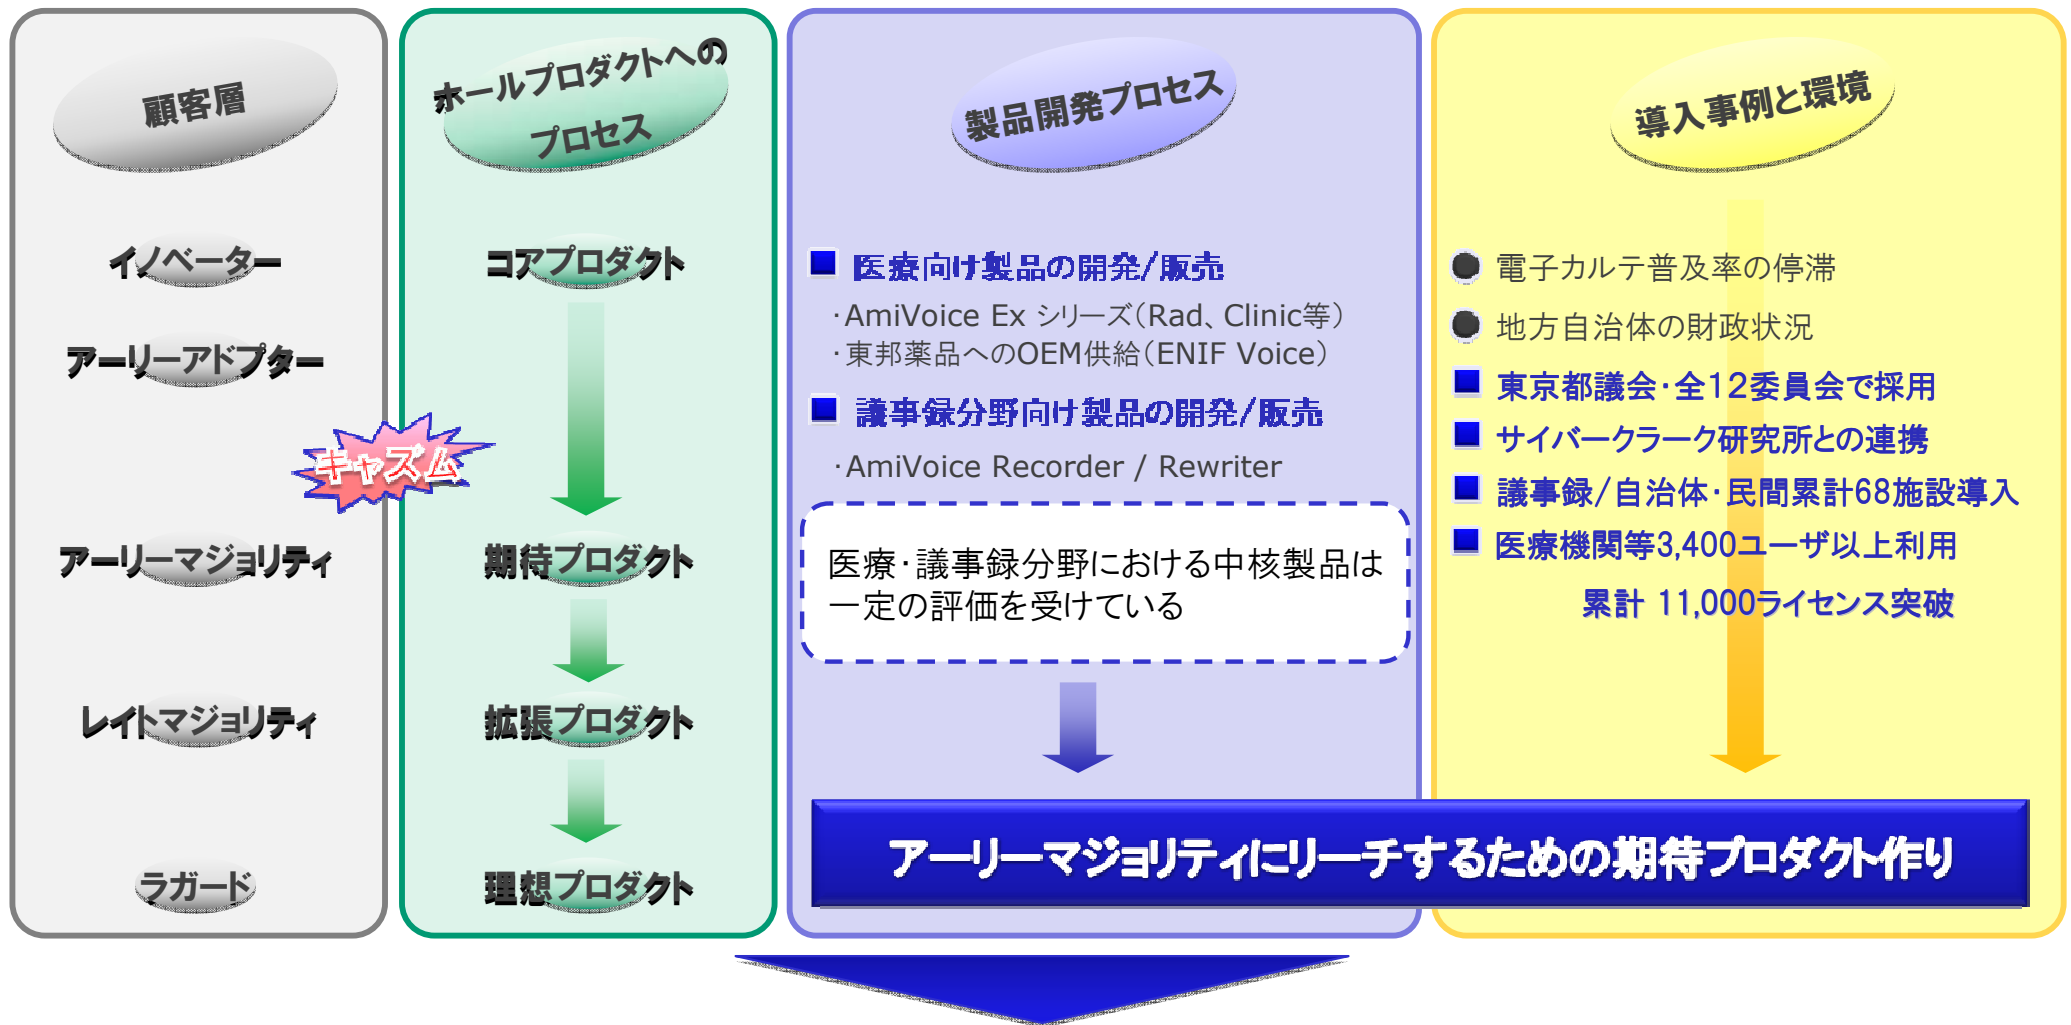 顧客層
イノベーター
アーリーアドプター
キャズム
アーリーマジョリティ
レイトマジョリティ
ラガード
ホールプロダクトへの
プロセス
コアプロダクト
期待プロダクト
拡張プロダクト
理想プロダクト
製品開発プロセス
医療向け製品の開発/販売
・AmiVoice Ex シリーズ（Rad、Clinic等）
・東邦薬品へのOEM供給（ENIF Voice）
議事録分野向け製品の開発/販売
・AmiVoice Recorder / Rewriter
医療・議事録分野における中核製品は
一定の評価を受けている
導入事例と環境
電子カルテ普及率の停滞
地方自治体の財政状況
東京都議会・全12委員会で採用
サイバークラーク研究所との連携
議事録/自治体・民間累計68施設導入
医療機関等3,400ユーザ以上利用
累計 11,000ライセンス突破
アーリーマジョリティにリーチするための期待プロダクト作り